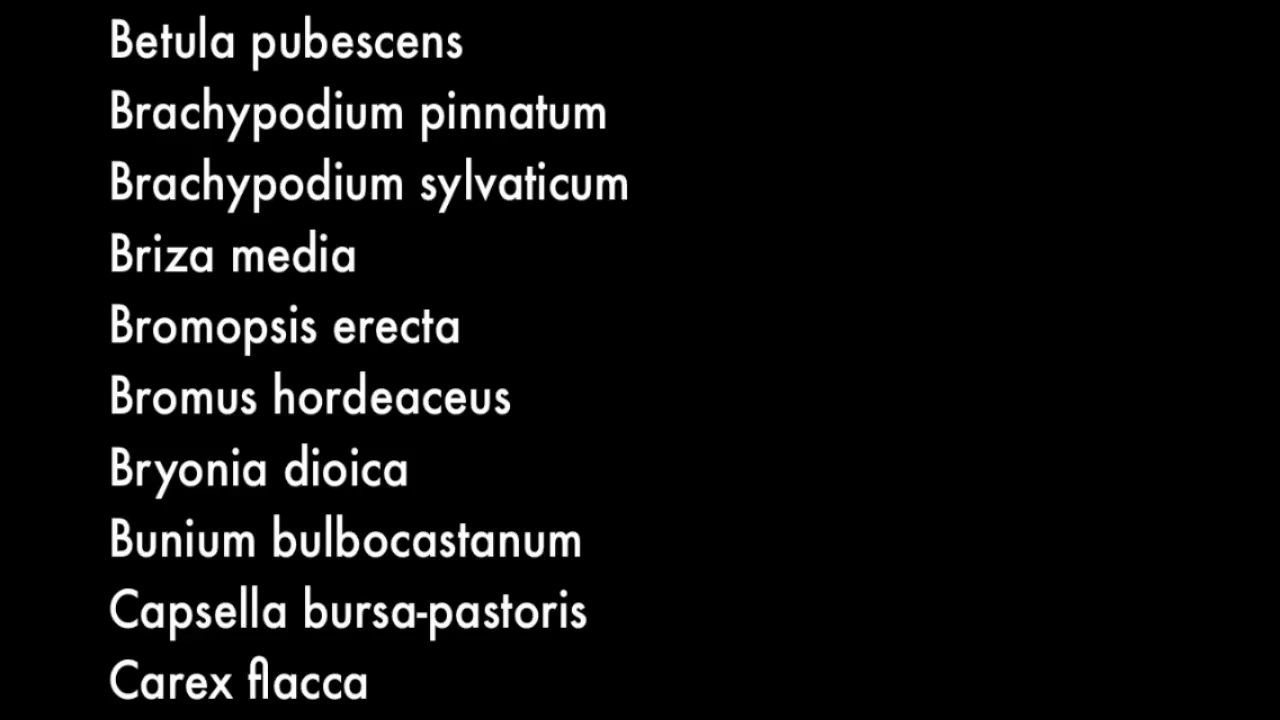 Betula pubescens
Brachypodium pinnatum
Brachypodium sylvaticum
Briza media
Bromopsis erecta
Bromus hordeaceus
Bryonia dioica
Bunium bulbocastanum
Capsella bursa-pastoris
Carex flacca